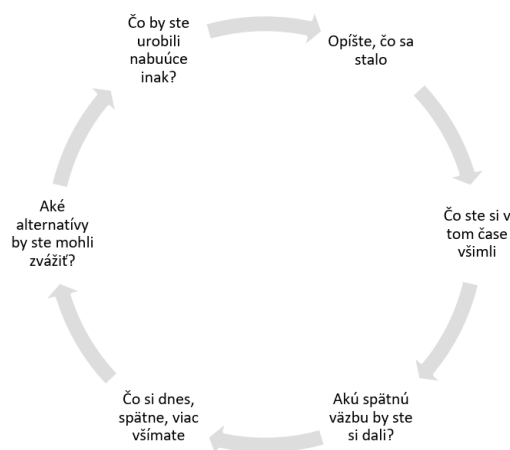 Čo by ste
urobili
nabuúce
inak?
Opíšte, čo sa
stalo
Čo ste si v
tom čase
všimli
Akú spätnú
väzbu by ste
si dali?
Čo si dnes,
spätne, viac
všímate
Aké
alternatívy
by ste mohli
zvážiť?